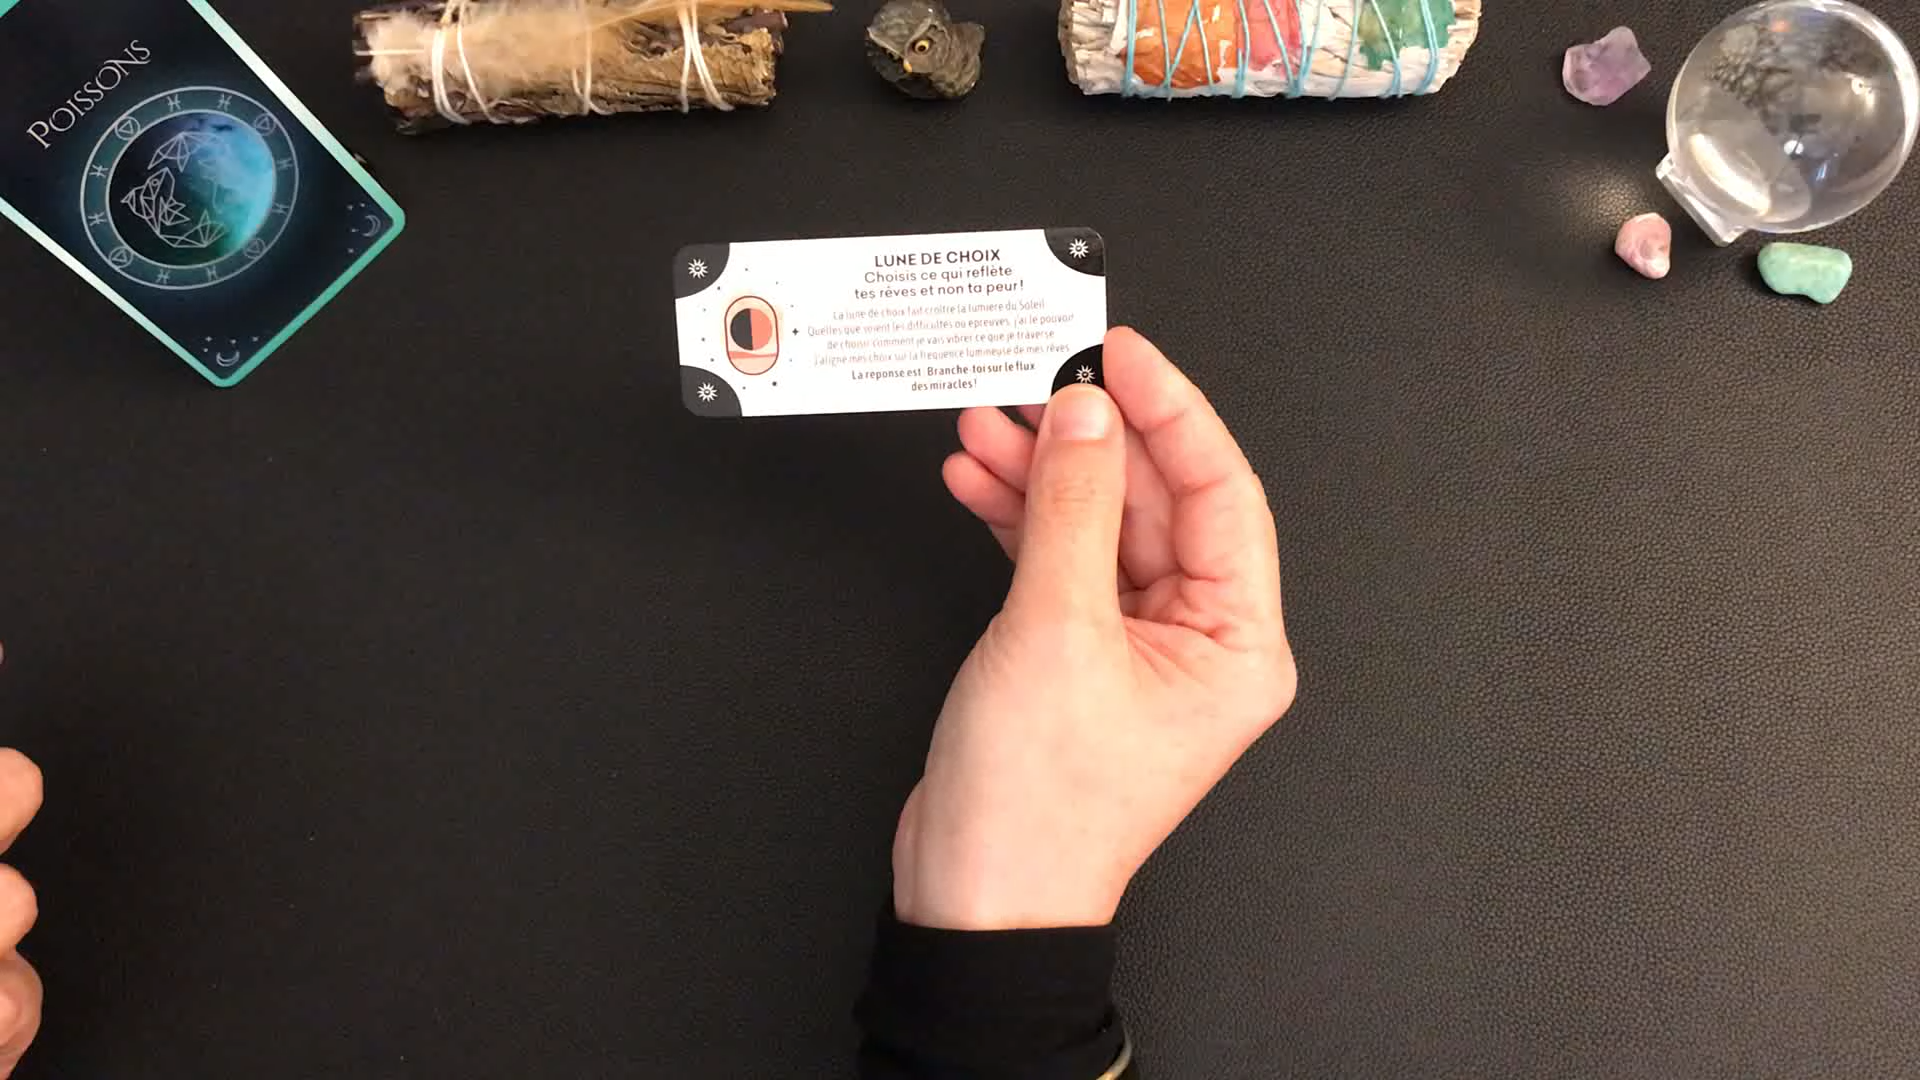 POISSONS
LUNE DE CHOIX
Choisis ce qui reflète
tes rêves et non ta peur!
La lune de choix fait croître la lumière du Soleil
Quelles que soient les difficultés ou épreuves, j'ai le pouvoir
de choisir comment je vais vibrer ce que je traverse
J'aligne mes choix sur la fréquence lumineuse de mes rêves
La réponse est Branche-toi sur le flux
des miracles!